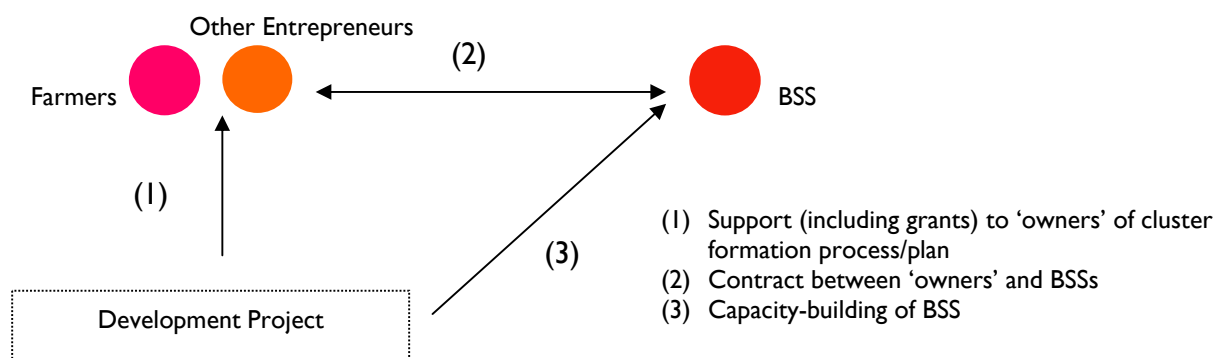 Other Entrepreneurs
(2)
Farmers
BSS
(1)
(1) Support (including grants) to ‘owners’ of cluster
formation process/plan
(3)
(2) Contract between ‘owners’ and BSSs
(3) Capacity-building of BSS
Development Project